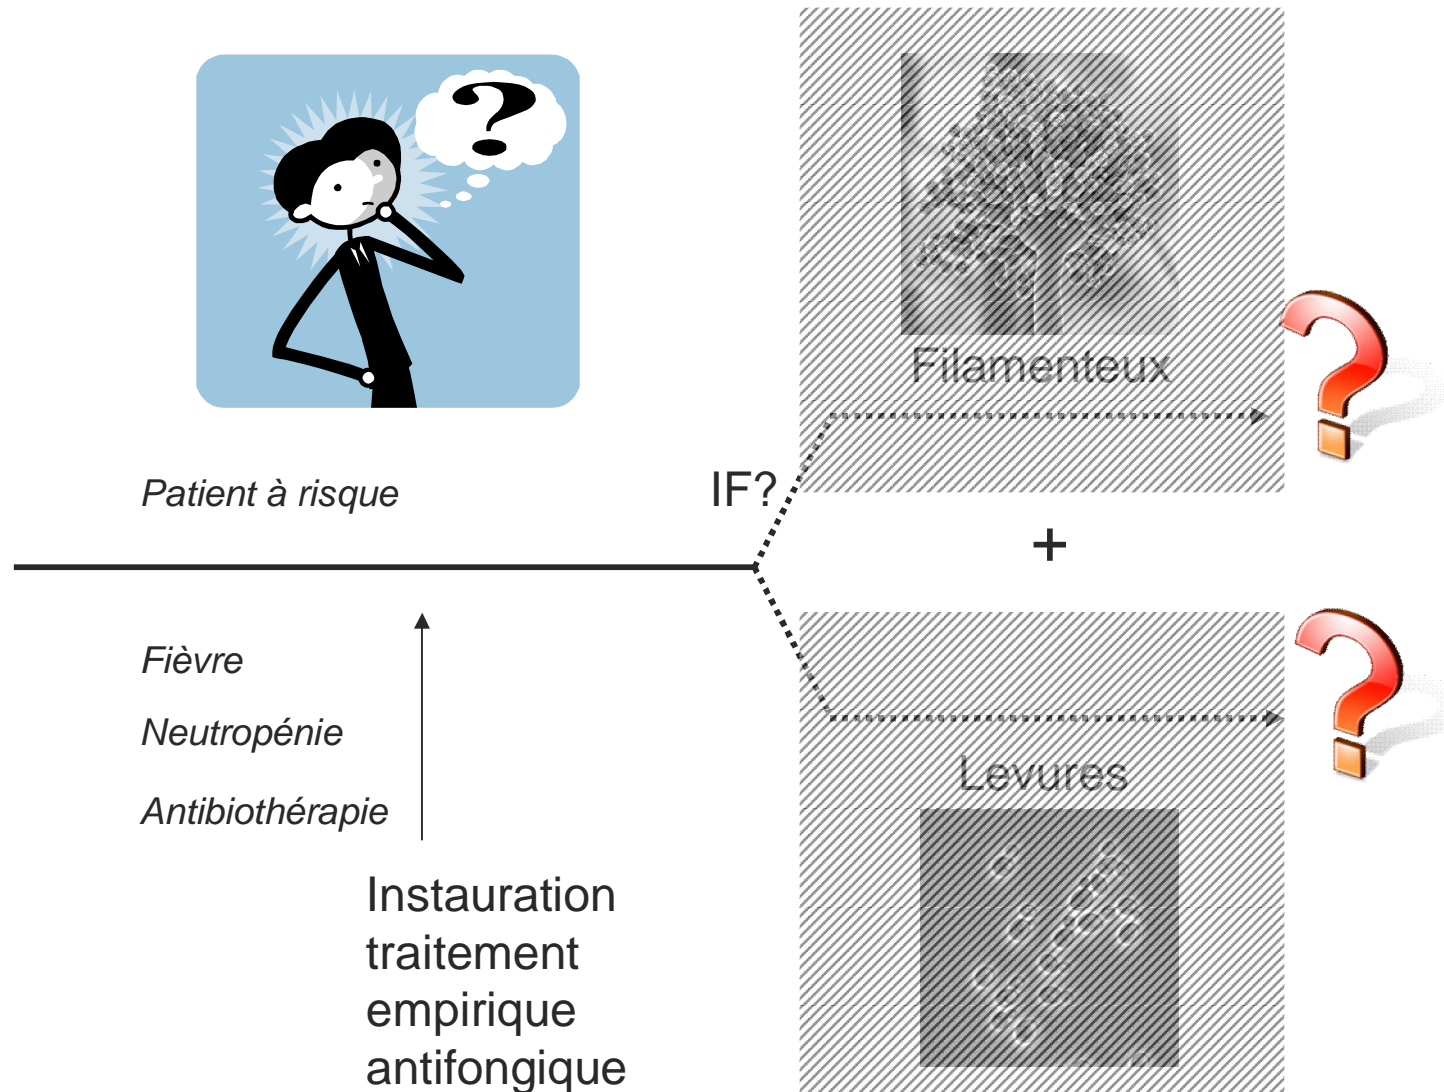 ?
Filamenteux
?
Patient à risque
IF?
+
Fièvre
Neutropénie
Antibiothérapie
?
Levures
Instauration
traitement
empirique
antifongique